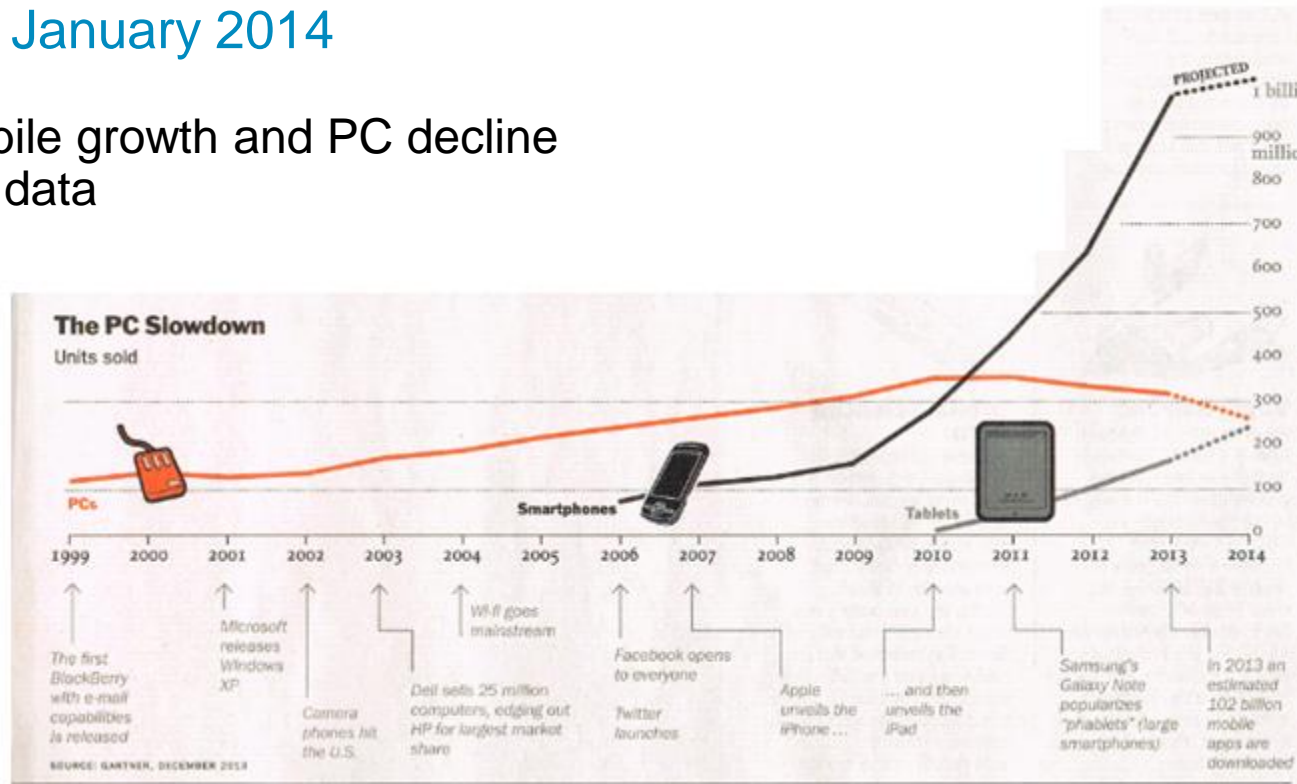 January 2014
bile growth and PC decline
data
PROJECTED
1 billi
900
millio
800
700
600
500
400
300
200
100
0
The PC Slowdown
Units sold
PCs
Smartphones
Tablets
1999 2000 2001 2002 2003 2004 2005 2006 2007 2008 2009 2010 2011 2012 2013 2014
The first
BlackBerry
with e-mail
capabilities
is released
Microsoft
releases
Windows
XP
Camera
phones hit
the U.S.
Dell sells 25 million
computers, edging out
HP for largest market
share
Wi-fi goes
mainstream
Facebook opens
to everyone
Twitter
launches
Apple
unveils the
iPhone ...
... and then
unveils the
iPad
Samsung's
Galaxy Note
popularizes
"phablets" (large
smartphones)
In 2013 an
estimated
102 billion
mobile
apps are
downloaded
SOURCE: GARTNER, DECEMBER 2013